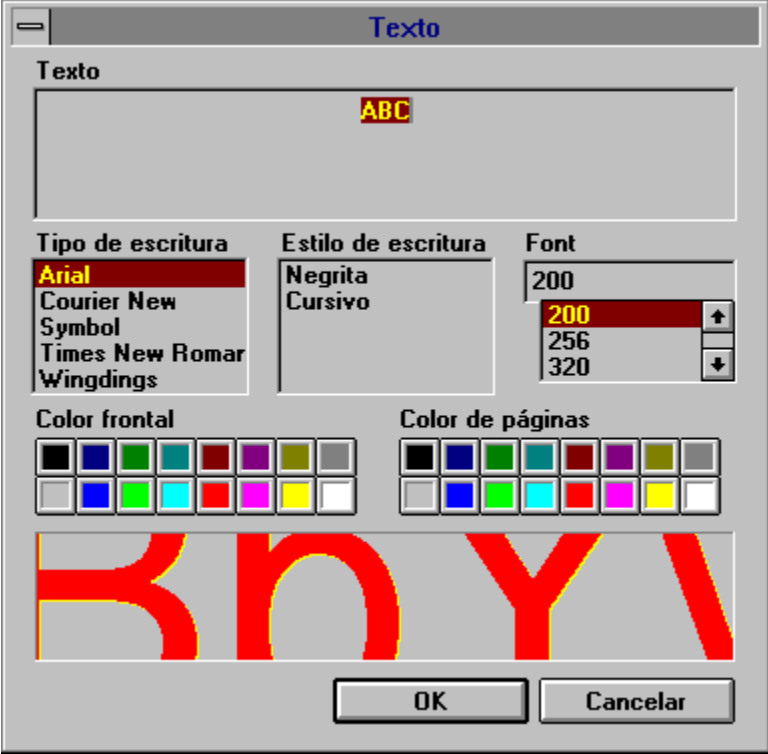 Texto
Texto
ABC
Tipo de escritura
Arial
Courier New
Symbol
Times New Romar
Wingdings
Estilo de escritura
Negrita
Cursivo
Font
200
200
256
320
Color frontal
Color de páginas
OK
Cancelar